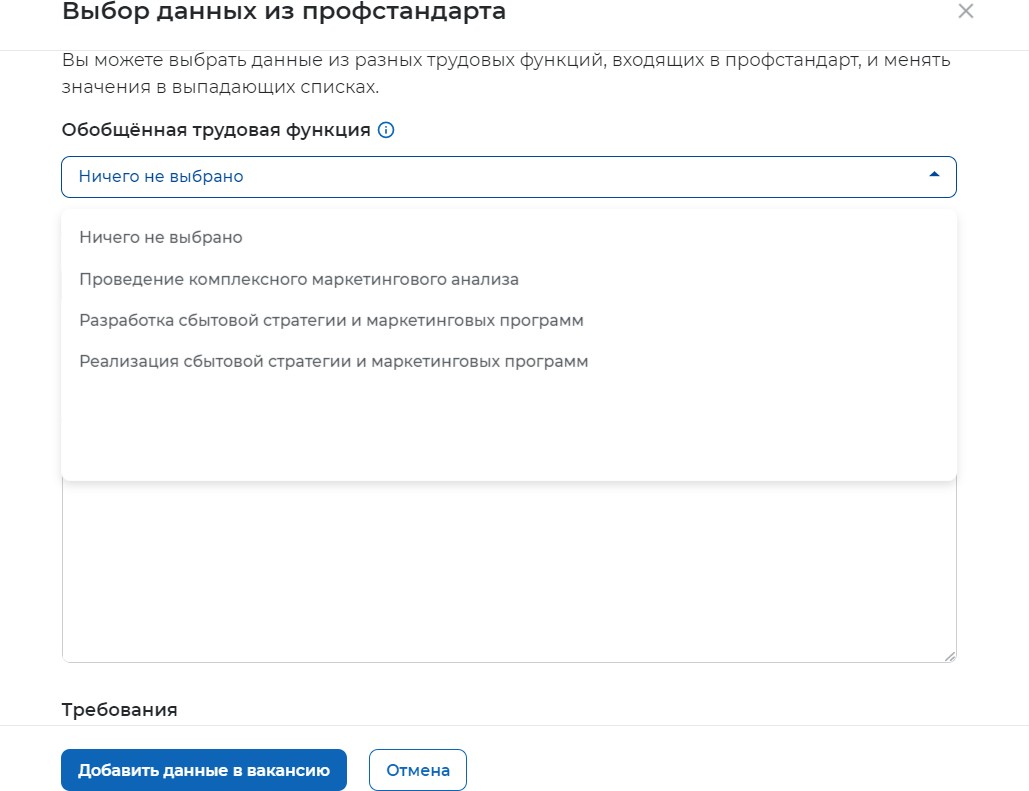 Выбор данных из профстандарта
Вы можете выбрать данные из разных трудовых функций, входящих в профстандарт, и менять
значения в выпадающих списках.
Обобщённая трудовая функция
Ничего не выбрано
Ничего не выбрано
Проведение комплексного маркетингового анализа
Разработка сбытовой стратегии и маркетинговых программ
Реализация сбытовой стратегии и маркетинговых программ
Требования
Добавить данные в вакансию
Отмена